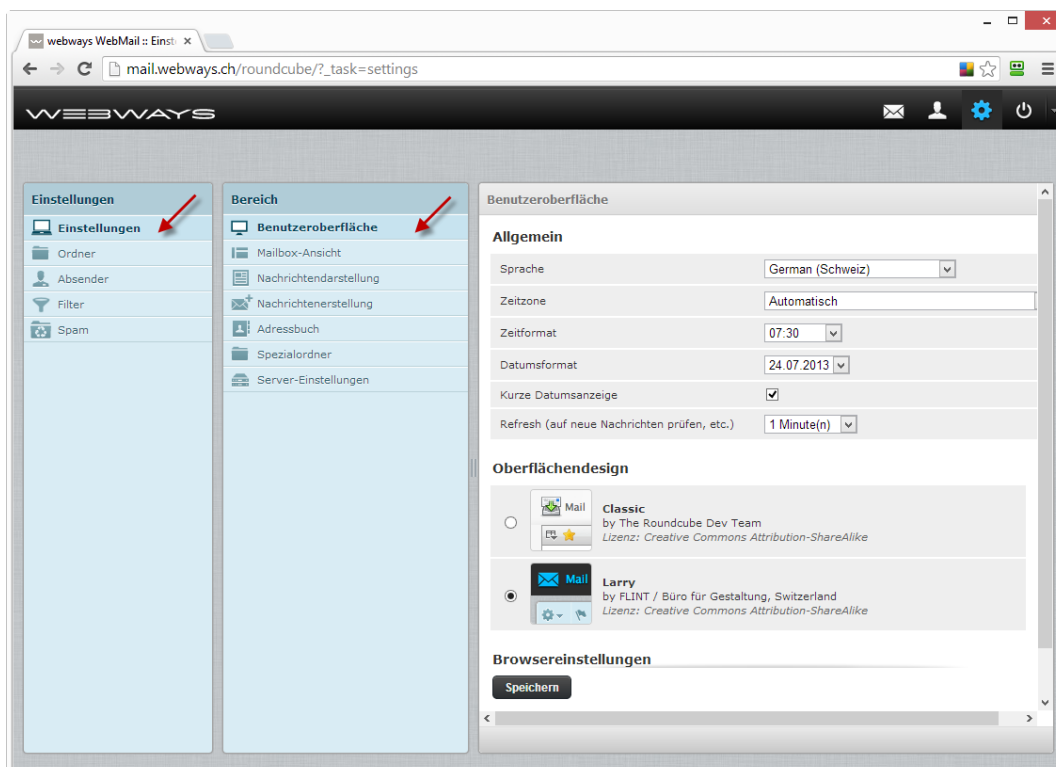 webways WebMail :: Einst
mail.webways.ch/roundcube/?_task=settings
WEBWAYS
Einstellungen
Einstellungen
Ordner
Absender
Filter
Spam
Bereich
Benutzeroberfläche
Mailbox-Ansicht
Nachrichtendarstellung
Nachrichtenerstellung
Adressbuch
Spezialordner
Server-Einstellungen
Benutzeroberfläche
Allgemein
Sprache German (Schweiz)
Zeitzone Automatisch
Zeitformat 07:30
Datumsformat 24.07.2013
Kurze Datumsanzeige
Refresh (auf neue Nachrichten prüfen, etc.) 1 Minute(n)
Oberflächendesign
Mail
Classic
by The Roundcube Dev Team
Lizenz: Creative Commons Attribution-ShareAlike
Mail
Larry
by FLINT / Büro für Gestaltung, Switzerland
Lizenz: Creative Commons Attribution-ShareAlike
Browsereinstellungen
Speichern